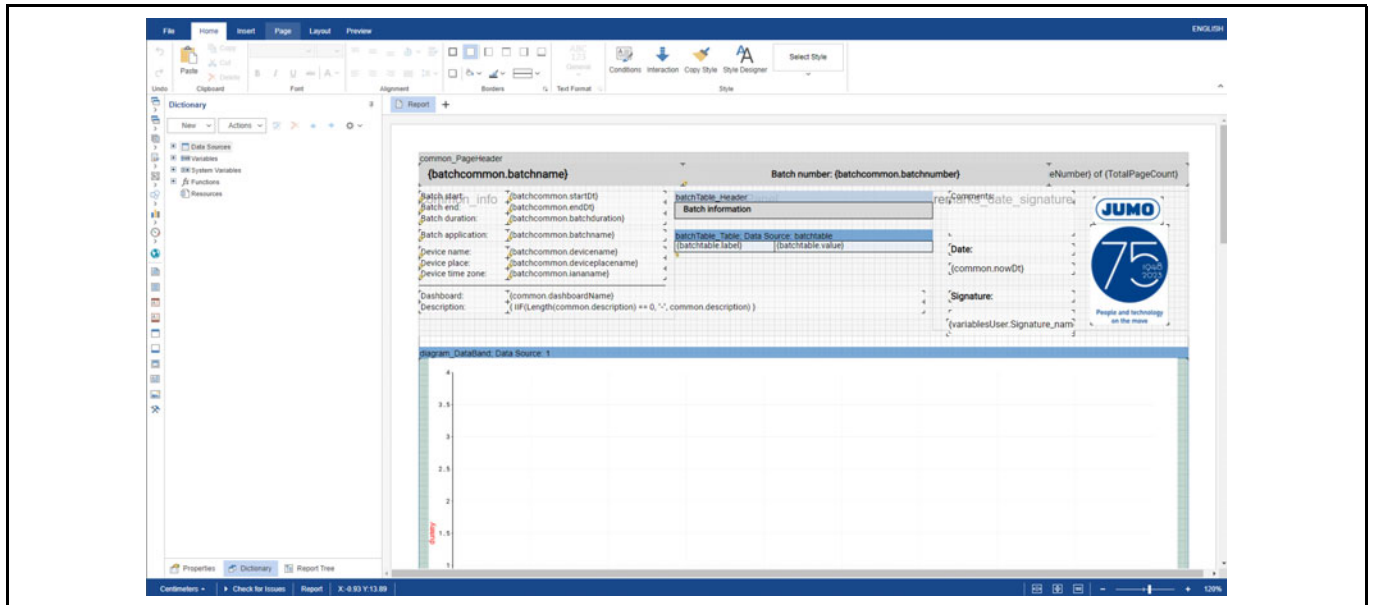 File Home Insert Page Layout Preview ENGLISH
Paste Copy Cut Delete
B I U A
ABC 123 General
Conditions Interaction Copy Style Style Designer
Select Style
Undo Clipboard Font Alignment Borders Text Format Style
Dictionary
Report +
New Actions
Data Sources
Variables
System Variables
fx Functions
Resources
common_PageHeader
{batchcommon.batchname} Batch number: {batchcommon.batchnumber} eNumber} of {TotalPageCount}
Batch start: {batchcommon.startDt}
Batch end: {batchcommon.endDt}
Batch duration: {batchcommon.batchduration}
Batch application: {batchcommon.batchname}
Device name: {batchcommon.devicename}
Device place: {batchcommon.deviceplacename}
Device time zone: {batchcommon.iananame}
Dashboard: {common.dashboardName}
Description: { IIF(Length(common.description) == 0, "-", common.description) }
batchTable_Header
Batch information
batchTable_Table; Data Source: batchtable
{batchtable.label} {batchtable.value}
Comments:
remarks_date_signature
Date:
{common.nowDt}
Signature:
{variablesUser.Signature_nam
JUMO
75
1948
2023
People and technology
on the move
diagram_DataBand; Data Source: 1
4
3.5
3
2.5
2
1.5
1
dummy
Properties Dictionary Report Tree
Centimeters Check for Issues Report X:-0.93 Y:13.89 120%